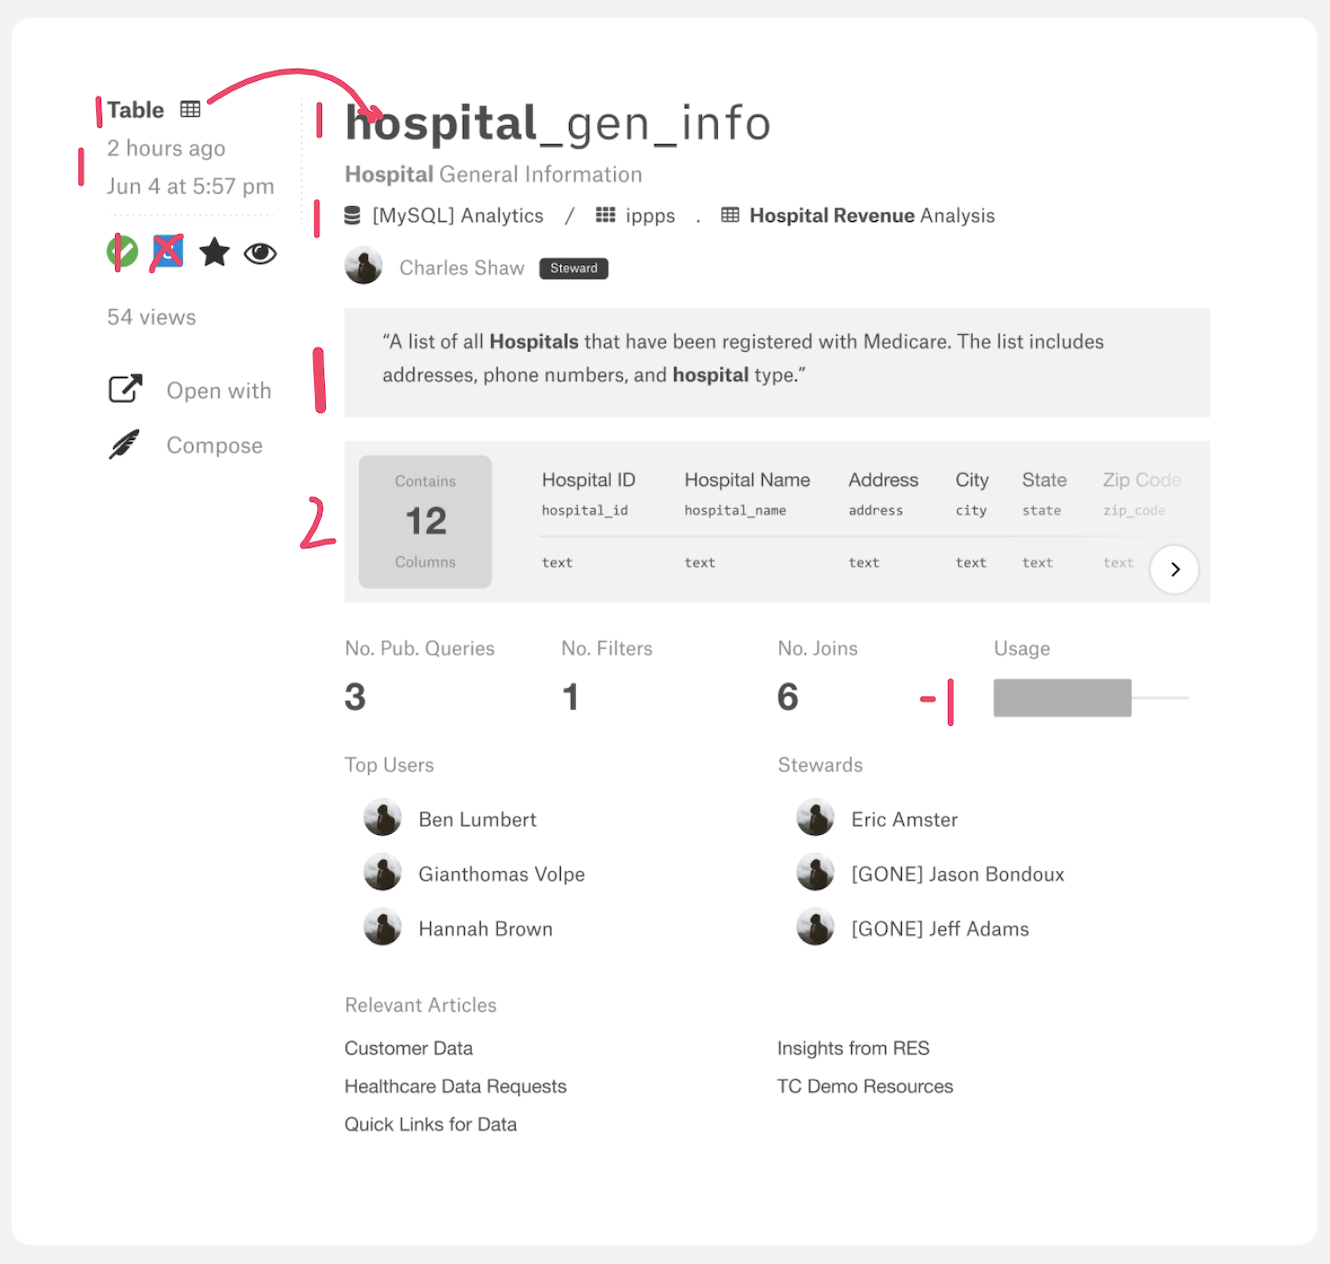 Table
2 hours ago
Jun 4 at 5:57 pm
54 views
Open with
Compose
hospital_gen_info
Hospital General Information
[MySQL] Analytics / ippps . Hospital Revenue Analysis
Charles Shaw Steward
“A list of all Hospitals that have been registered with Medicare. The list includes
addresses, phone numbers, and hospital type.”
2
Contains
12
Columns
Hospital ID Hospital Name Address City State Zip Code
hospital_id hospital_name address city state zip_code
text text text text text text
No. Pub. Queries No. Filters No. Joins Usage
3 1 6 -1
Top Users
Ben Lumbert
Gianthomas Volpe
Hannah Brown
Stewards
Eric Amster
[GONE] Jason Bondoux
[GONE] Jeff Adams
Relevant Articles
Customer Data
Healthcare Data Requests
Quick Links for Data
Insights from RES
TC Demo Resources